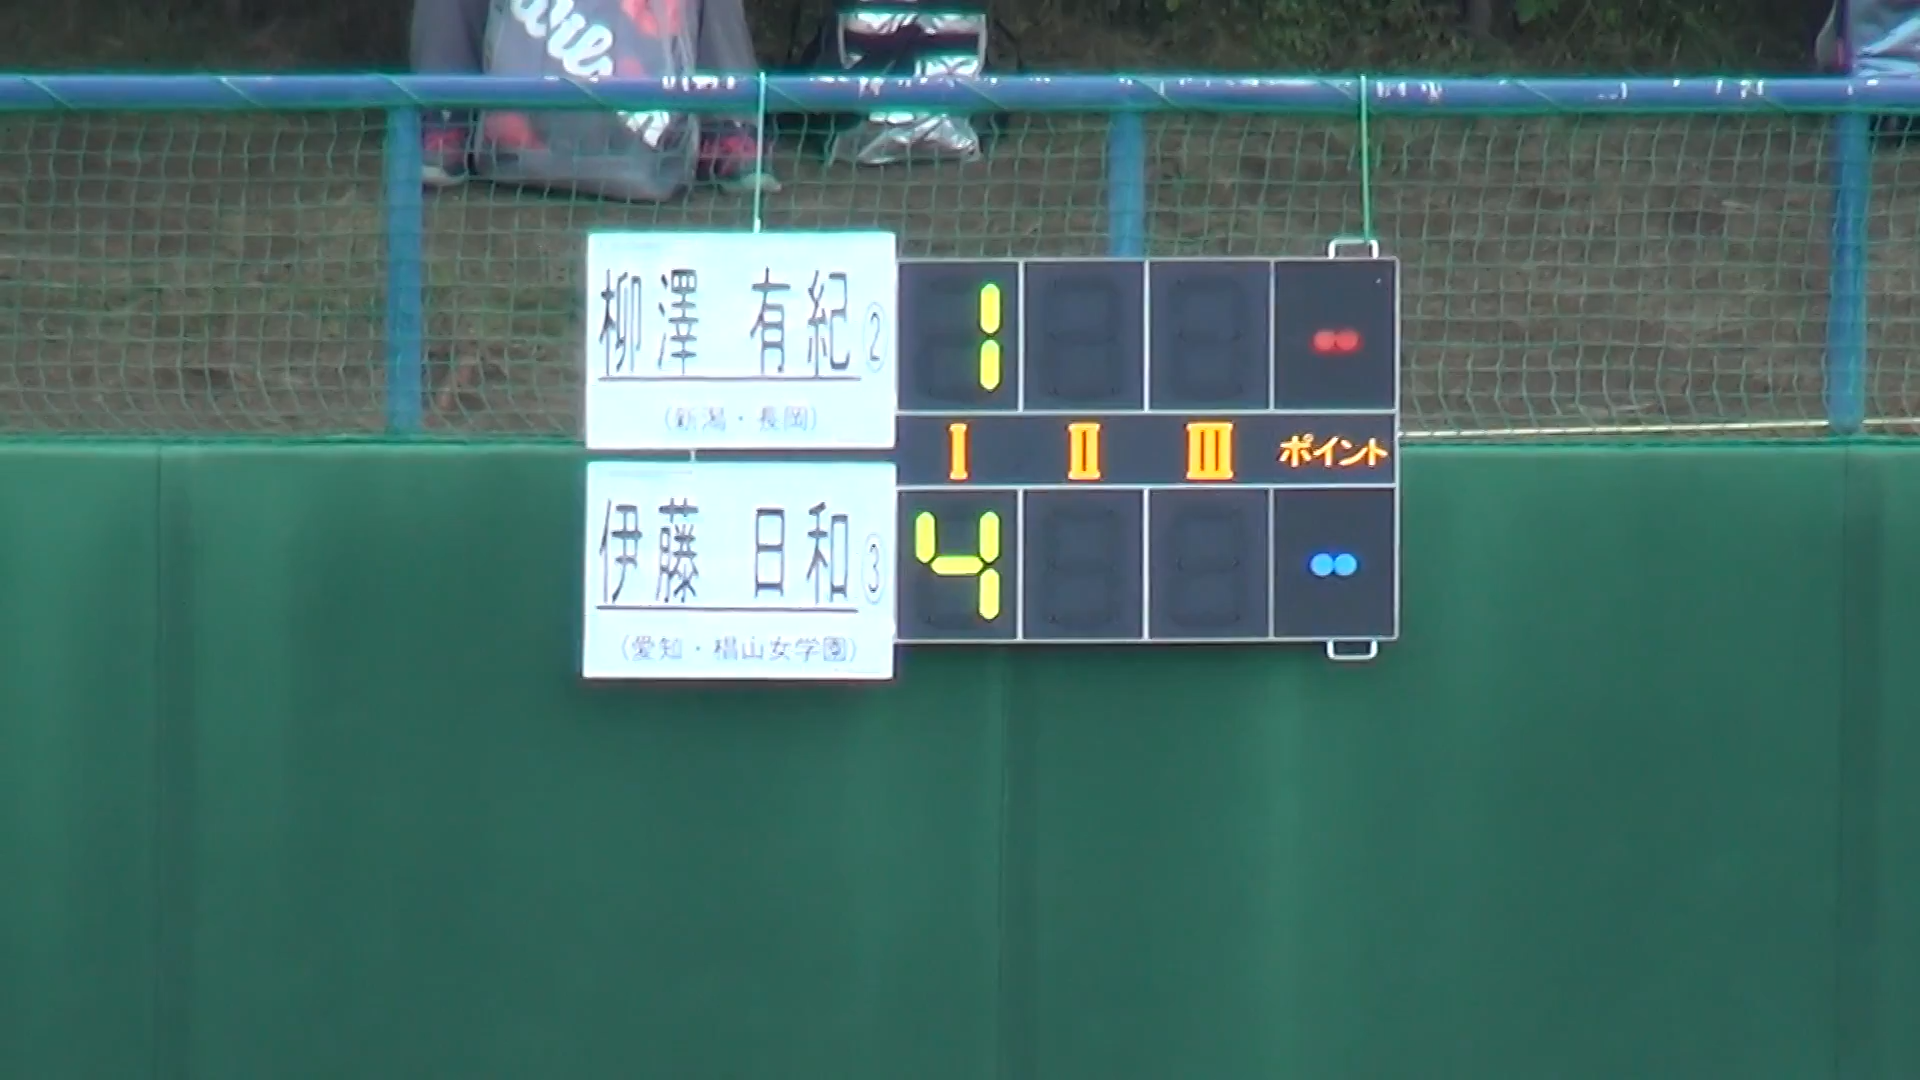 柳澤 有紀② 1
(新潟・長岡)
I II III ポイント
伊藤 日和③ 4
(愛知・椙山女学園)